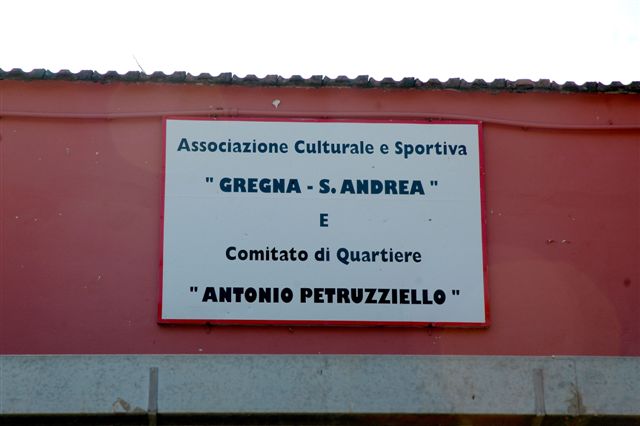 Associazione Culturale e Sportiva
" GREGNA - S. ANDREA "
E
Comitato di Quartiere
" ANTONIO PETRUZZIELLO "